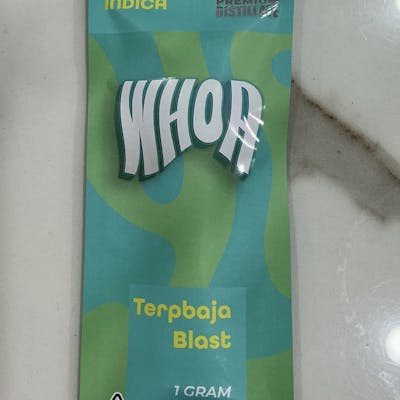 INDICA
PREMIUM
DISTILLATE
WHOA
Terpbaja
Blast
1 GRAM